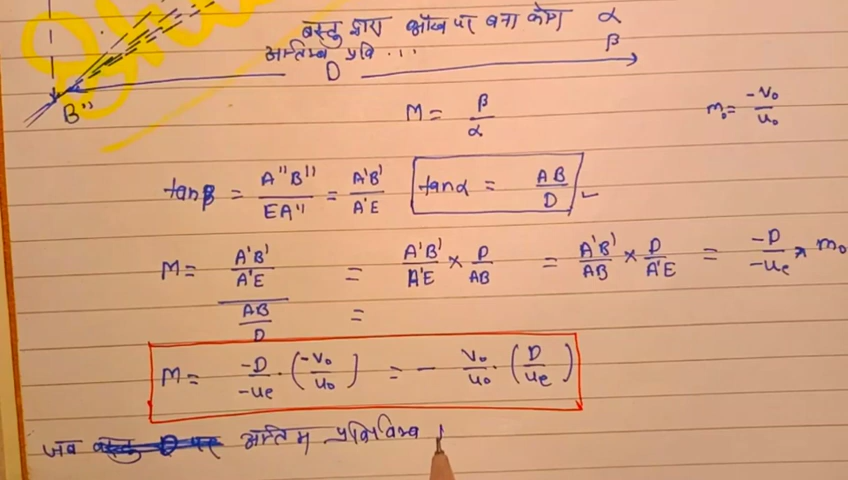 वस्तु द्वारा आँख पर बना कोण α
अन्तिम प्रति ... β
D
B''
M = β/α
m₀ = -v₀/u₀
tanβ = A''B''/EA'' = A'B'/A'E
tanα = AB/D
M = (A'B'/A'E)/(AB/D) = A'B'/A'E × D/AB = A'B'/AB × D/A'E = -D/-uₑ × m₀
=
M = -D/-uₑ · (-v₀/u₀) = - v₀/u₀ · (D/uₑ)
जब अन्तिम प्रतिबिम्ब